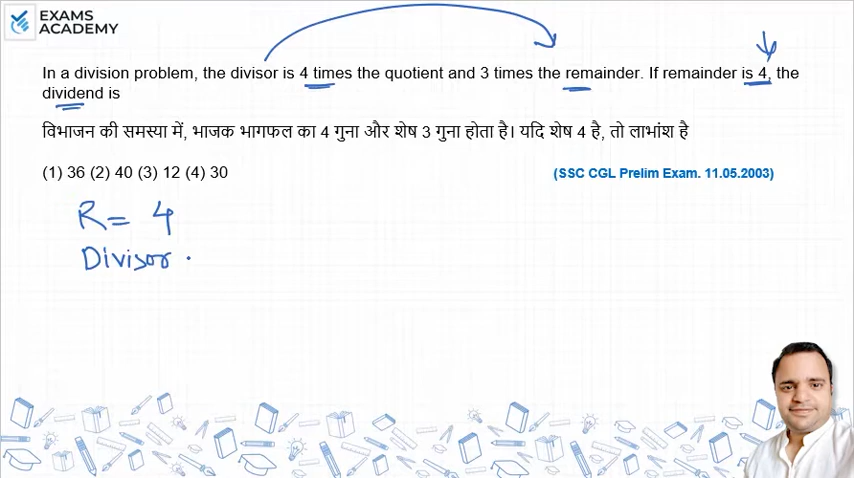 EXAMS
ACADEMY
In a division problem, the divisor is 4 times the quotient and 3 times the remainder. If remainder is 4, the
dividend is
विभाजन की समस्या में, भाजक भागफल का 4 गुना और शेष 3 गुना होता है। यदि शेष 4 है, तो लाभांश है
(1) 36 (2) 40 (3) 12 (4) 30
(SSC CGL Prelim Exam. 11.05.2003)
R = 4
Divisor